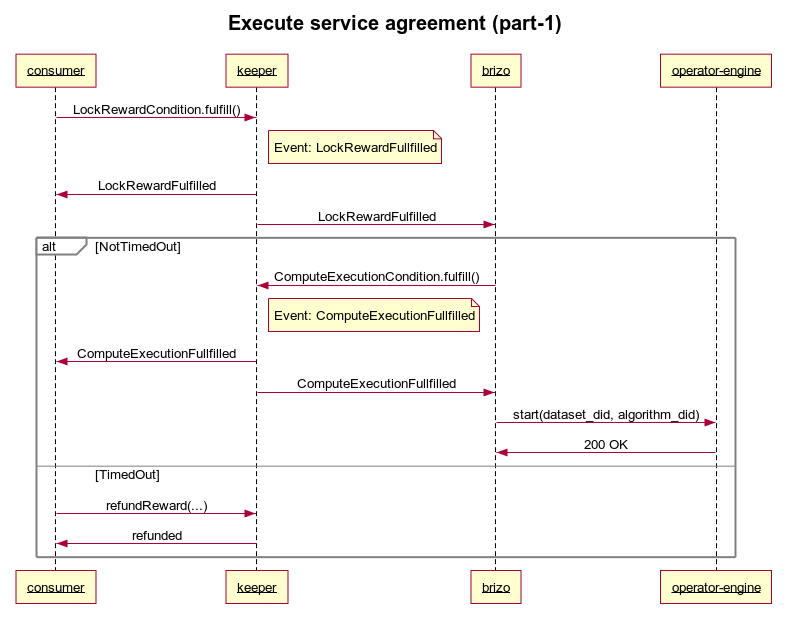 Execute service agreement (part-1)
consumer keeper brizo operator-engine
LockRewardCondition.fulfill()
Event: LockRewardFullfilled
LockRewardFulfilled
LockRewardFulfilled
alt [NotTimedOut]
ComputeExecutionCondition.fulfill()
Event: ComputeExecutionFullfilled
ComputeExecutionFullfilled
ComputeExecutionFullfilled
start(dataset_did, algorithm_did)
200 OK
[TimedOut]
refundReward(...)
refunded
consumer keeper brizo operator-engine